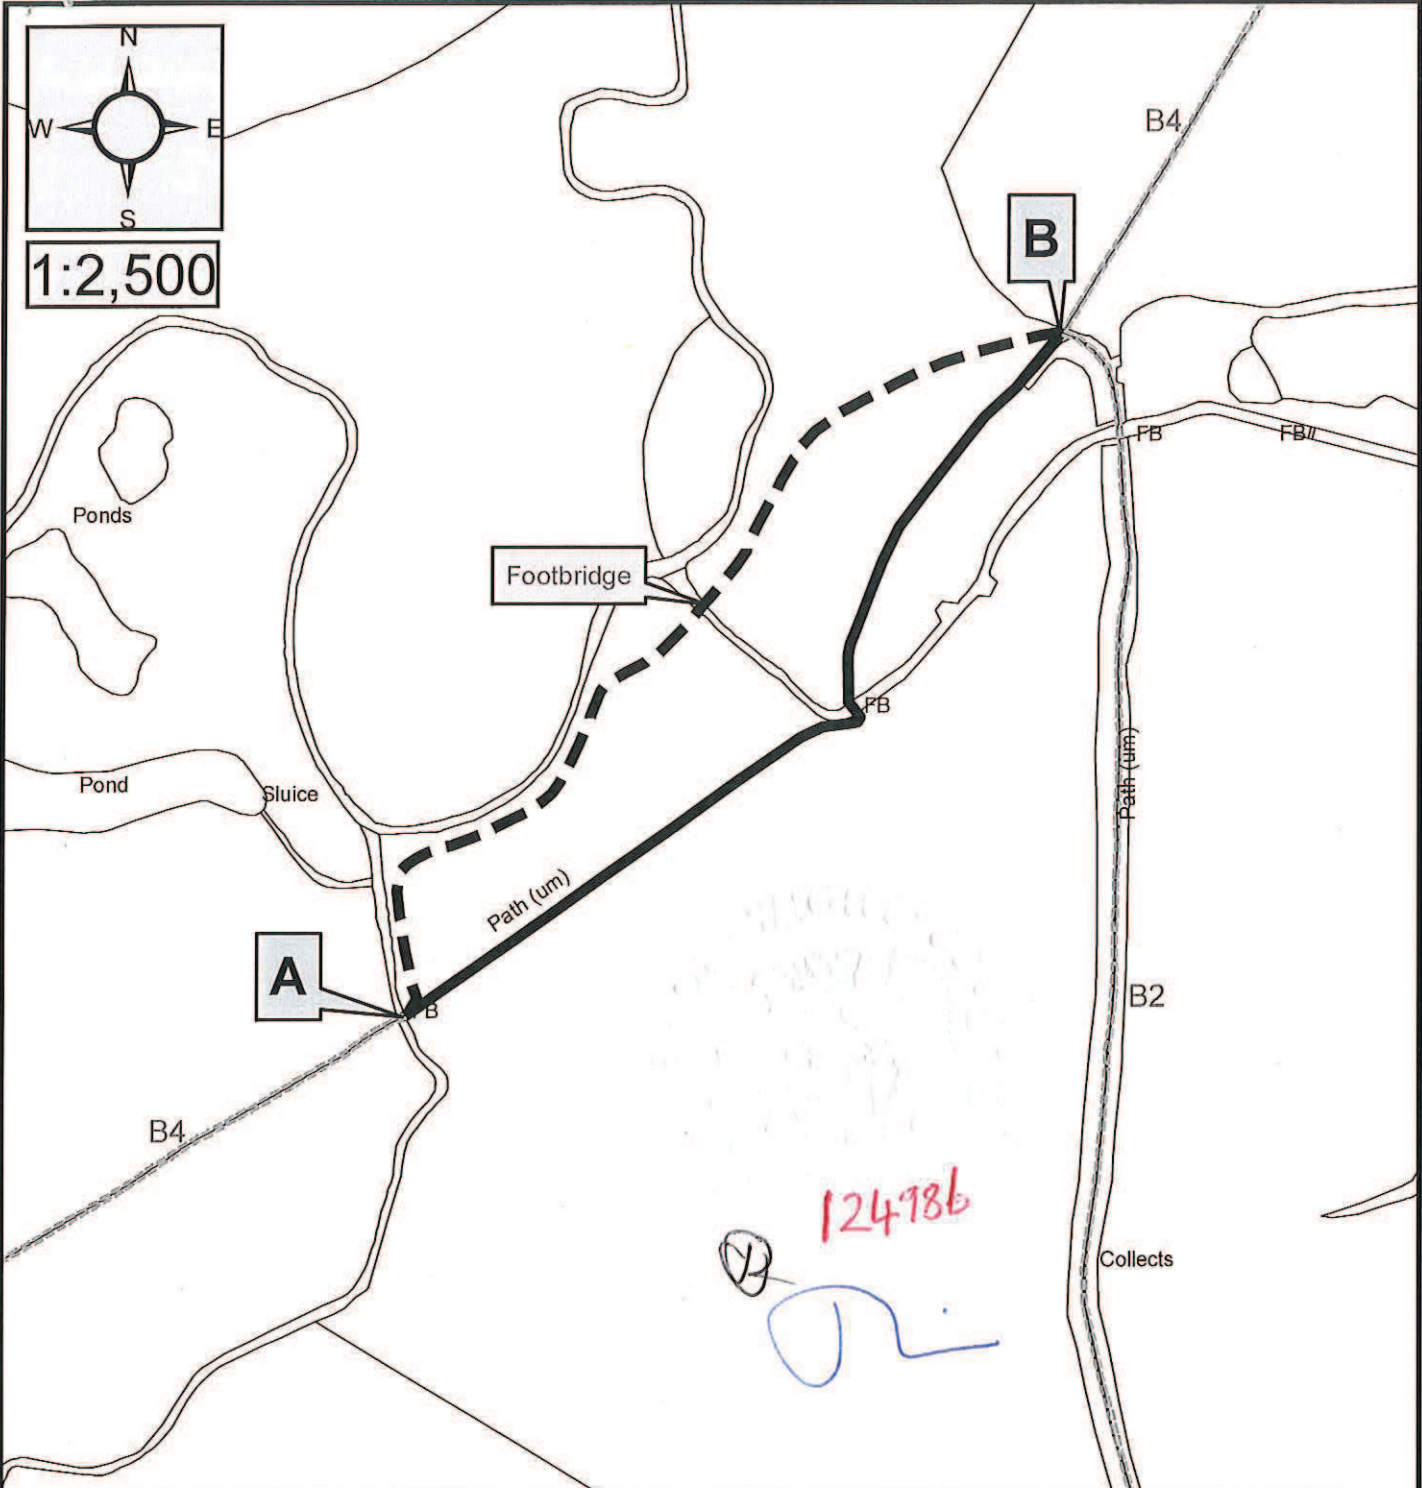 N
W E
S
1:2,500
B4
B
FB
FB
Ponds
Footbridge
FB
Path (um)
Pond
Sluice
Path (um)
A
B
B2
B4
124986
Collects